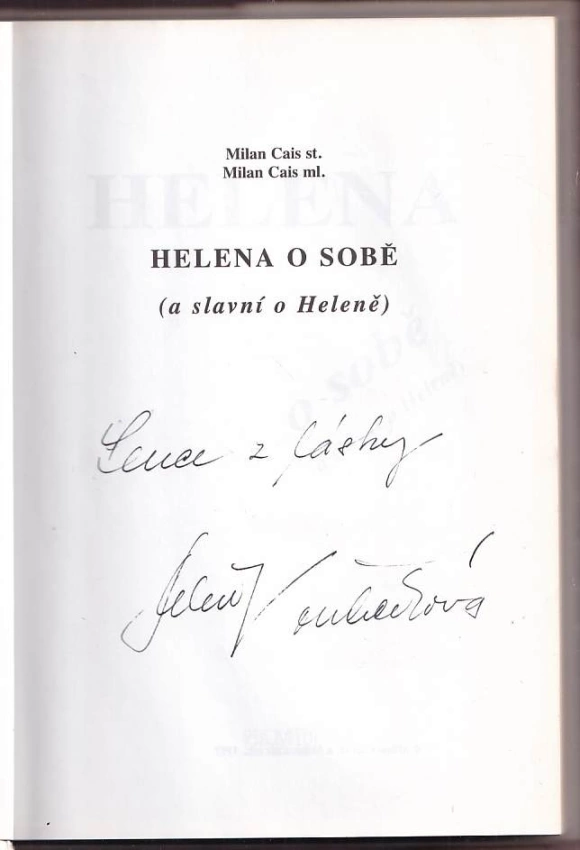 Milan Cais st.
Milan Cais ml.
HELENA O SOBĚ
(a slavní o Heleně)
Lence z lásky
Helena Vondráčková